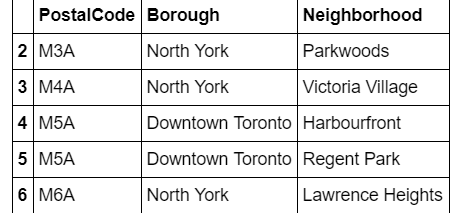 PostalCode Borough Neighborhood
2 M3A North York Parkwoods
3 M4A North York Victoria Village
4 M5A Downtown Toronto Harbourfront
5 M5A Downtown Toronto Regent Park
6 M6A North York Lawrence Heights